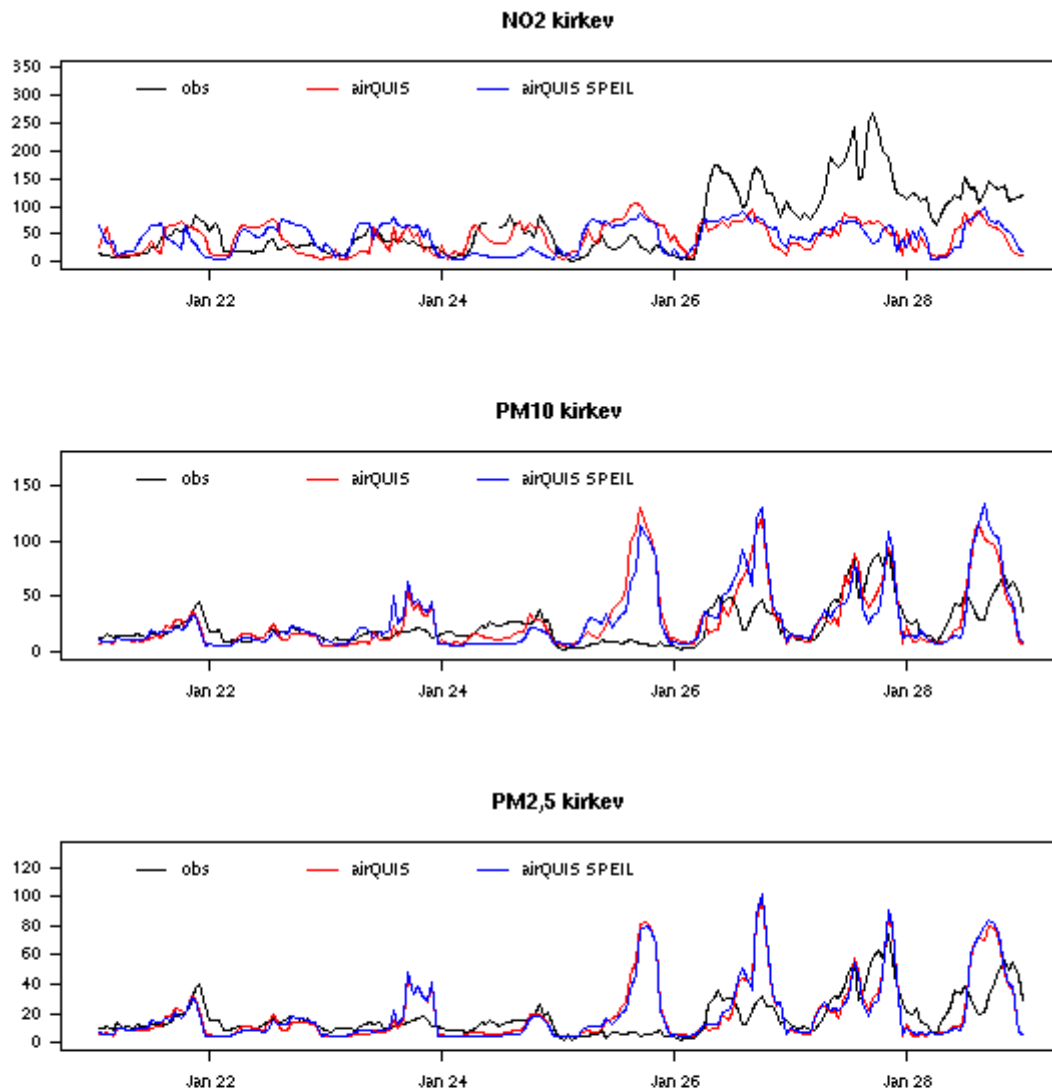 NO2 kirkev
350
300
250
200
150
100
50
0
obs airQUIS airQUIS SPEIL
Jan 22 Jan 24 Jan 26 Jan 28
PM10 kirkev
150
100
50
0
obs airQUIS airQUIS SPEIL
Jan 22 Jan 24 Jan 26 Jan 28
PM2,5 kirkev
120
100
80
60
40
20
0
obs airQUIS airQUIS SPEIL
Jan 22 Jan 24 Jan 26 Jan 28